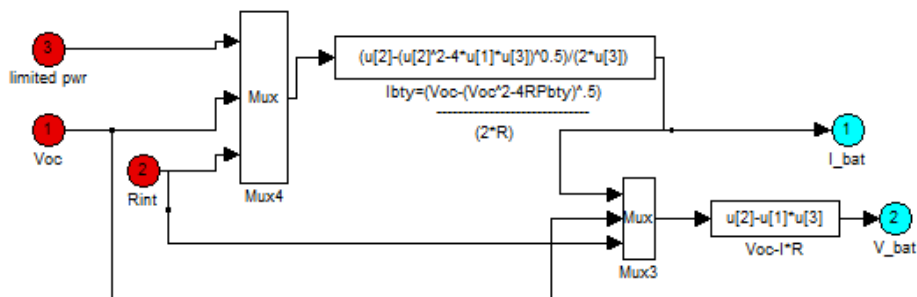 3
limited pwr
1
Voc
2
Rint
Mux
Mux4
(u[2]-(u[2]^2-4*u[1]*u[3])^0.5)/(2*u[3])
Ibty=(Voc-(Voc^2-4RPbty)^.5)
-----------------------------
(2*R)
1
I_bat
Mux
Mux3
u[2]-u[1]*u[3]
Voc-I*R
2
V_bat